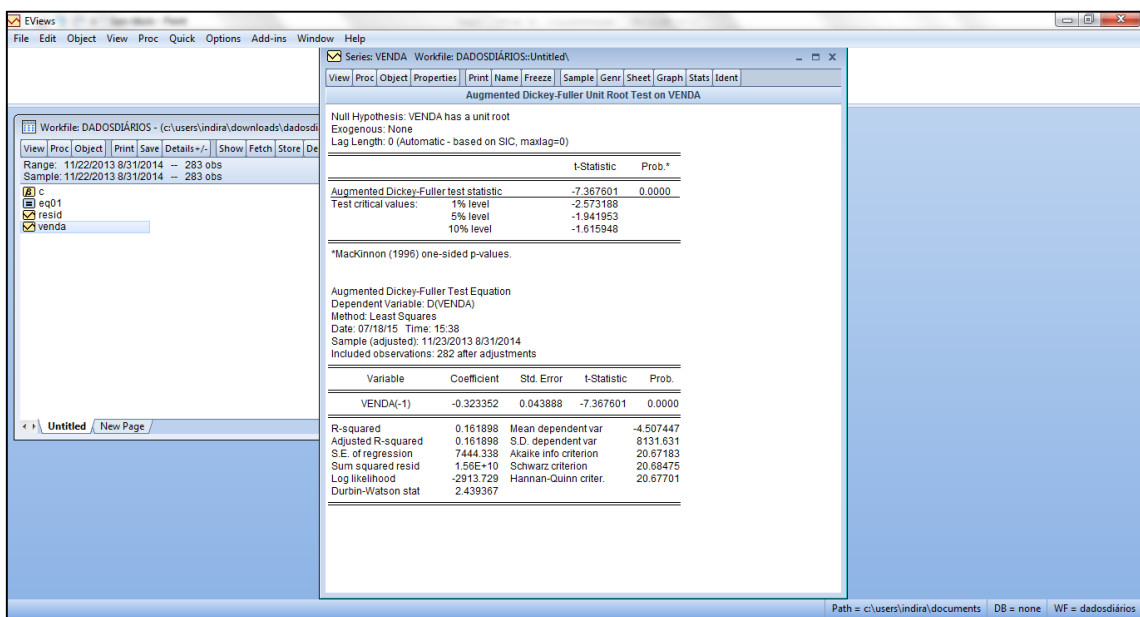 EViews
File Edit Object View Proc Quick Options Add-ins Window Help
Series: VENDA Workfile: DADOSDIÁRIOS::Untitled\
View Proc Object Properties Print Name Freeze Sample Genr Sheet Graph Stats Ident
Augmented Dickey-Fuller Unit Root Test on VENDA
Null Hypothesis: VENDA has a unit root
Exogenous: None
Lag Length: 0 (Automatic - based on SIC, maxlag=0)
t-Statistic Prob.*
Augmented Dickey-Fuller test statistic -7.367601 0.0000
Test critical values: 1% level -2.573188
5% level -1.941953
10% level -1.615948
*MacKinnon (1996) one-sided p-values.
Augmented Dickey-Fuller Test Equation
Dependent Variable: D(VENDA)
Method: Least Squares
Date: 07/18/15 Time: 15:38
Sample (adjusted): 11/23/2013 8/31/2014
Included observations: 282 after adjustments
Variable Coefficient Std. Error t-Statistic Prob.
VENDA(-1) -0.323352 0.043888 -7.367601 0.0000
R-squared 0.161898 Mean dependent var -4.507447
Adjusted R-squared 0.161898 S.D. dependent var 8131.631
S.E. of regression 7444.338 Akaike info criterion 20.67183
Sum squared resid 1.56E+10 Schwarz criterion 20.68475
Log likelihood -2913.729 Hannan-Quinn criter. 20.67701
Durbin-Watson stat 2.439367
Workfile: DADOSDIÁRIOS - (c:\users\indira\downloads\dadosdi
View Proc Object Print Save Details+/- Show Fetch Store De
Range: 11/22/2013 8/31/2014 -- 283 obs
Sample: 11/22/2013 8/31/2014 -- 283 obs
β c
eq01
resid
venda
Untitled New Page
Path = c:\users\indira\documents DB = none WF = dadosdiários